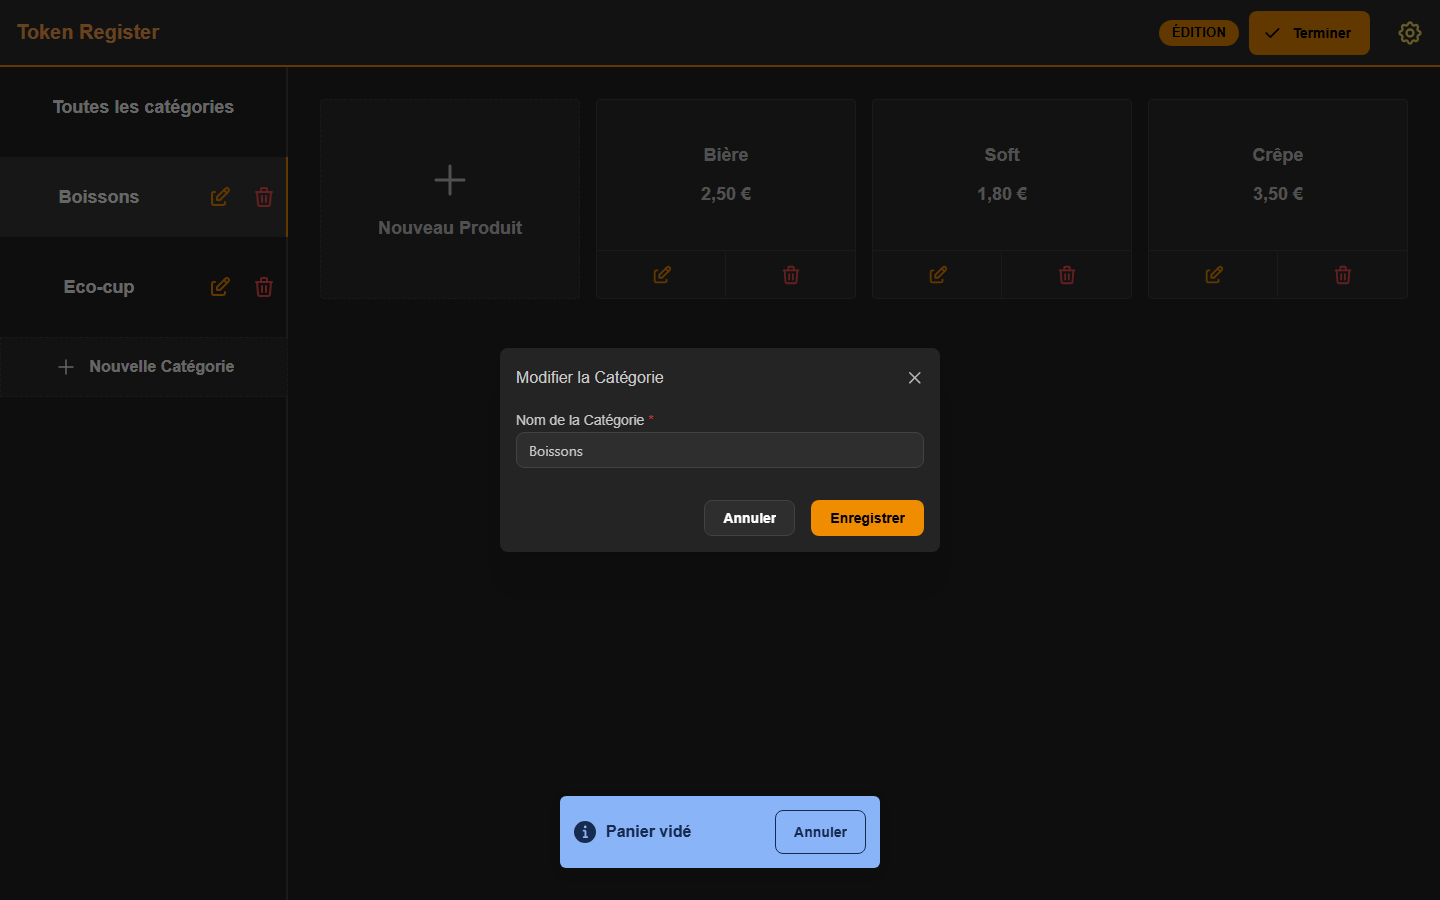 Token Register
ÉDITION
Terminer
Toutes les catégories
Boissons
Eco-cup
Nouvelle Catégorie
Nouveau Produit
Bière
2,50 €
Soft
1,80 €
Crêpe
3,50 €
Modifier la Catégorie
Nom de la Catégorie *
Boissons
Annuler
Enregistrer
Panier vidé
Annuler